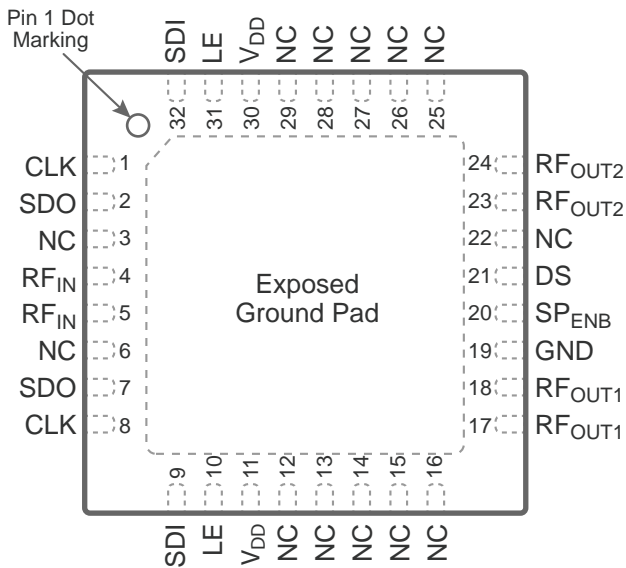 Pin 1 Dot
Marking
SDI
LE
VDD
NC
NC
NC
NC
NC
32
31
30
29
28
27
26
25
CLK 1
SDO 2
NC 3
RFIN 4
RFIN 5
NC 6
SDO 7
CLK 8
Exposed
Ground Pad
24 RFOUT2
23 RFOUT2
22 NC
21 DS
20 SPENB
19 GND
18 RFOUT1
17 RFOUT1
9
10
11
12
13
14
15
16
SDI
LE
VDD
NC
NC
NC
NC
NC